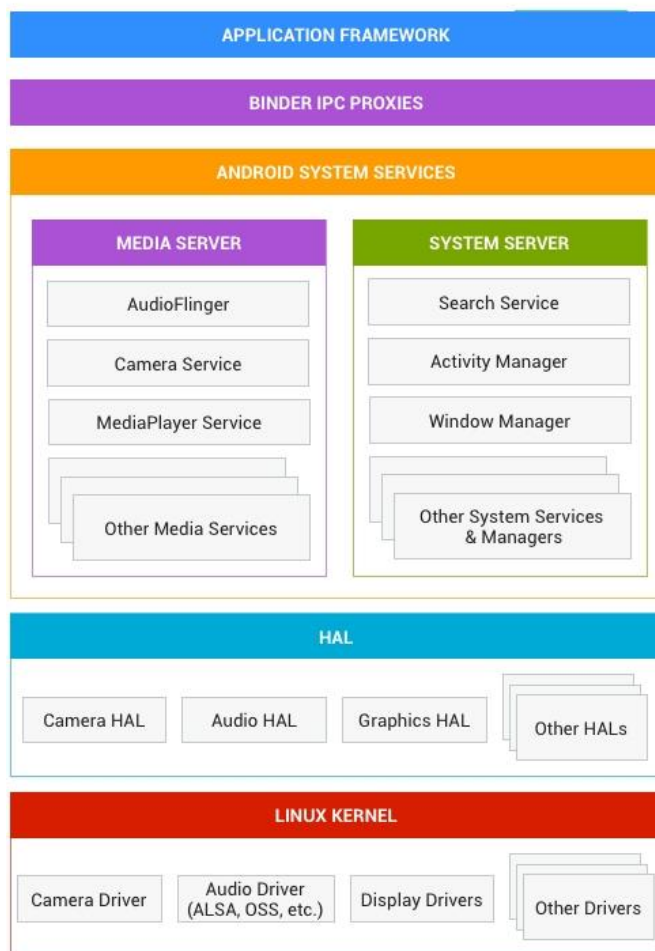 APPLICATION FRAMEWORK
BINDER IPC PROXIES
ANDROID SYSTEM SERVICES
MEDIA SERVER
AudioFlinger
Camera Service
MediaPlayer Service
Other Media Services
SYSTEM SERVER
Search Service
Activity Manager
Window Manager
Other System Services
& Managers
HAL
Camera HAL
Audio HAL
Graphics HAL
Other HALs
LINUX KERNEL
Camera Driver
Audio Driver
(ALSA, OSS, etc.)
Display Drivers
Other Drivers